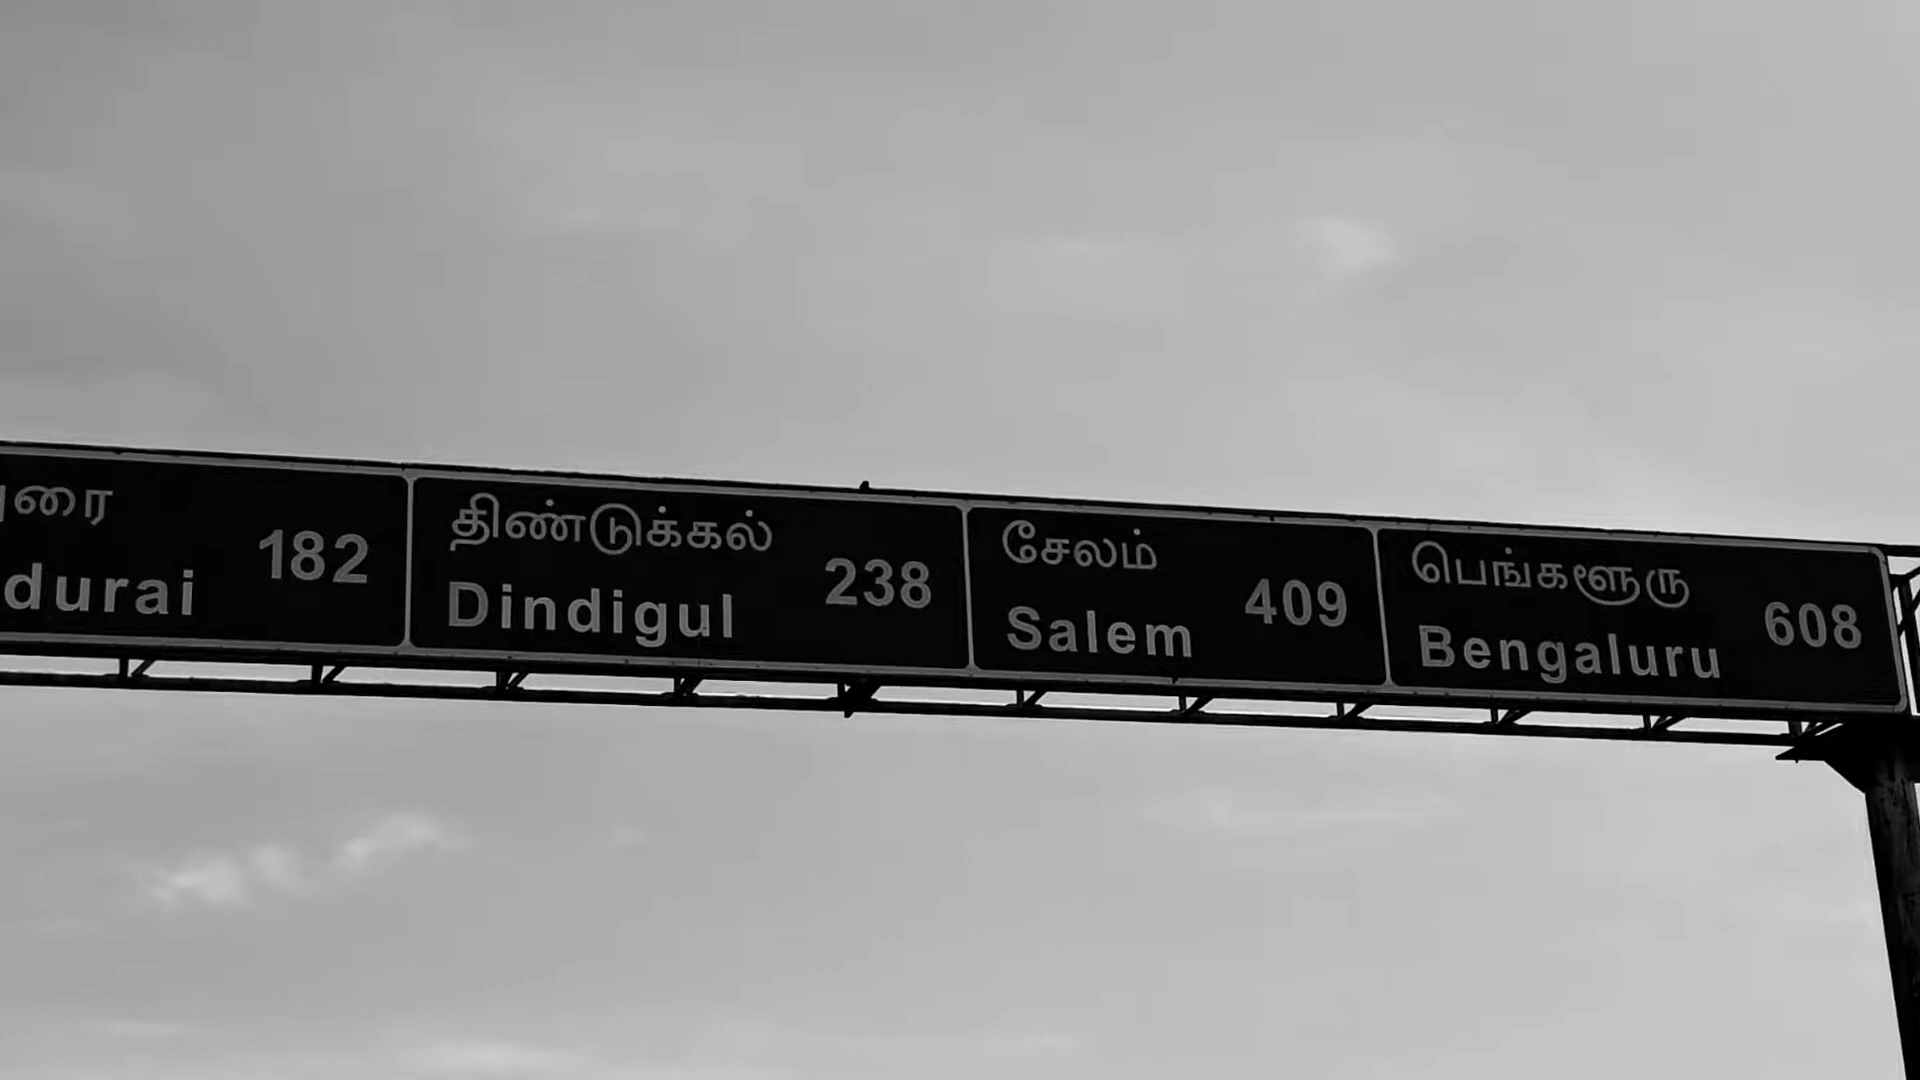 துரை
durai 182
திண்டுக்கல்
Dindigul 238
சேலம்
Salem 409
பெங்களூரு
Bengaluru 608